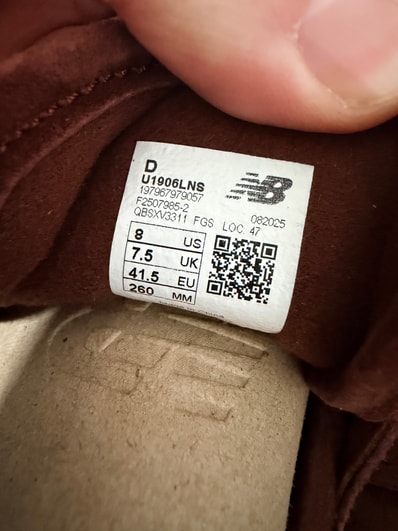 D
U1906LNS
197967979057
F2507985-2
QBSXV3311 FGS LOC. 47
082025
8 US
7.5 UK
41.5 EU
260 MM